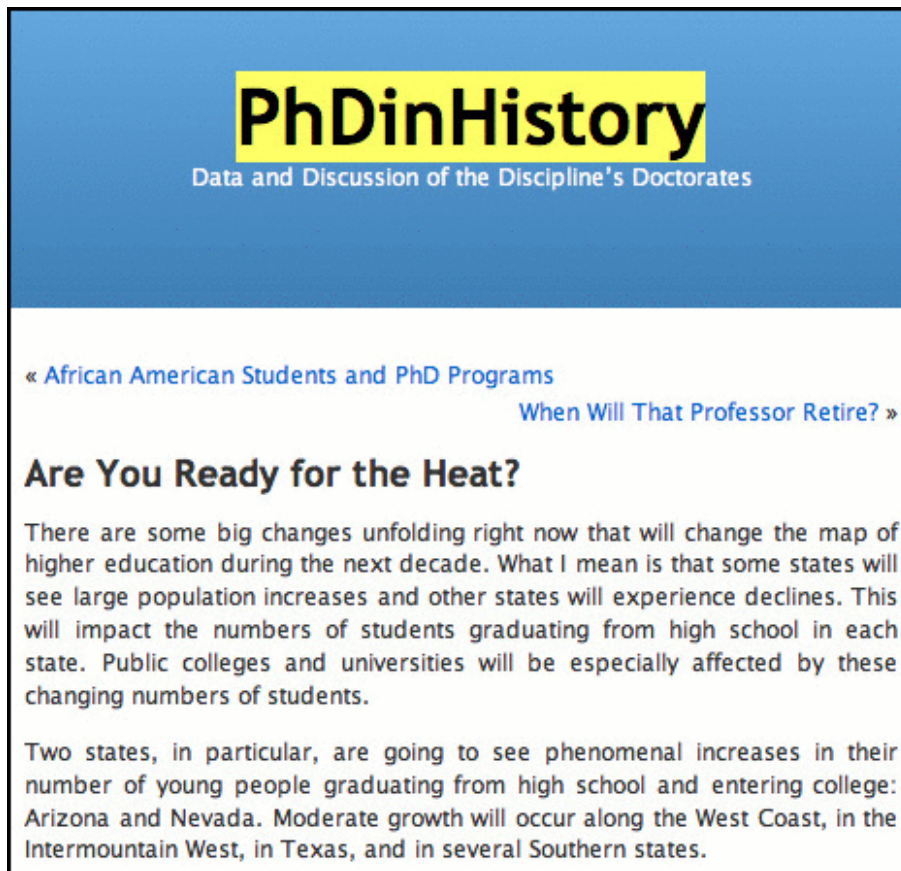 PhDinHistory
Data and Discussion of the Discipline's Doctorates
« African American Students and PhD Programs
When Will That Professor Retire? »
Are You Ready for the Heat?
There are some big changes unfolding right now that will change the map of
higher education during the next decade. What I mean is that some states will
see large population increases and other states will experience declines. This
will impact the numbers of students graduating from high school in each
state. Public colleges and universities will be especially affected by these
changing numbers of students.
Two states, in particular, are going to see phenomenal increases in their
number of young people graduating from high school and entering college:
Arizona and Nevada. Moderate growth will occur along the West Coast, in the
Intermountain West, in Texas, and in several Southern states.